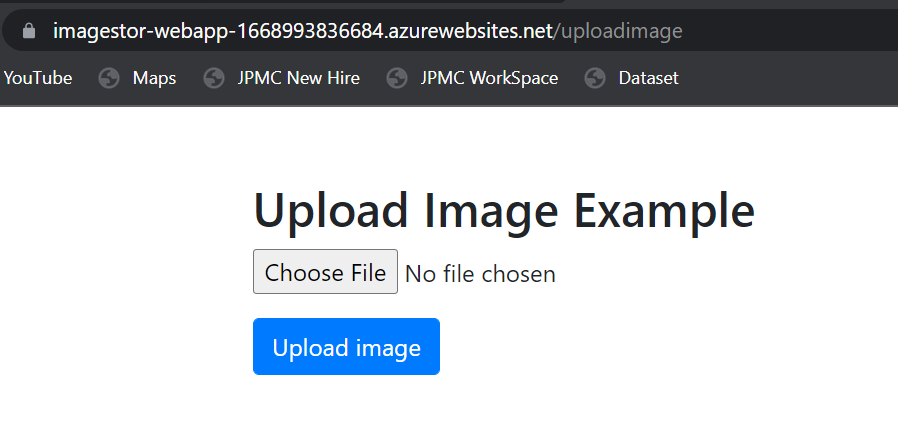 imagestor-webapp-1668993836684.azurewebsites.net/uploadimage
YouTube Maps JPMC New Hire JPMC WorkSpace Dataset
Upload Image Example
Choose File No file chosen
Upload image